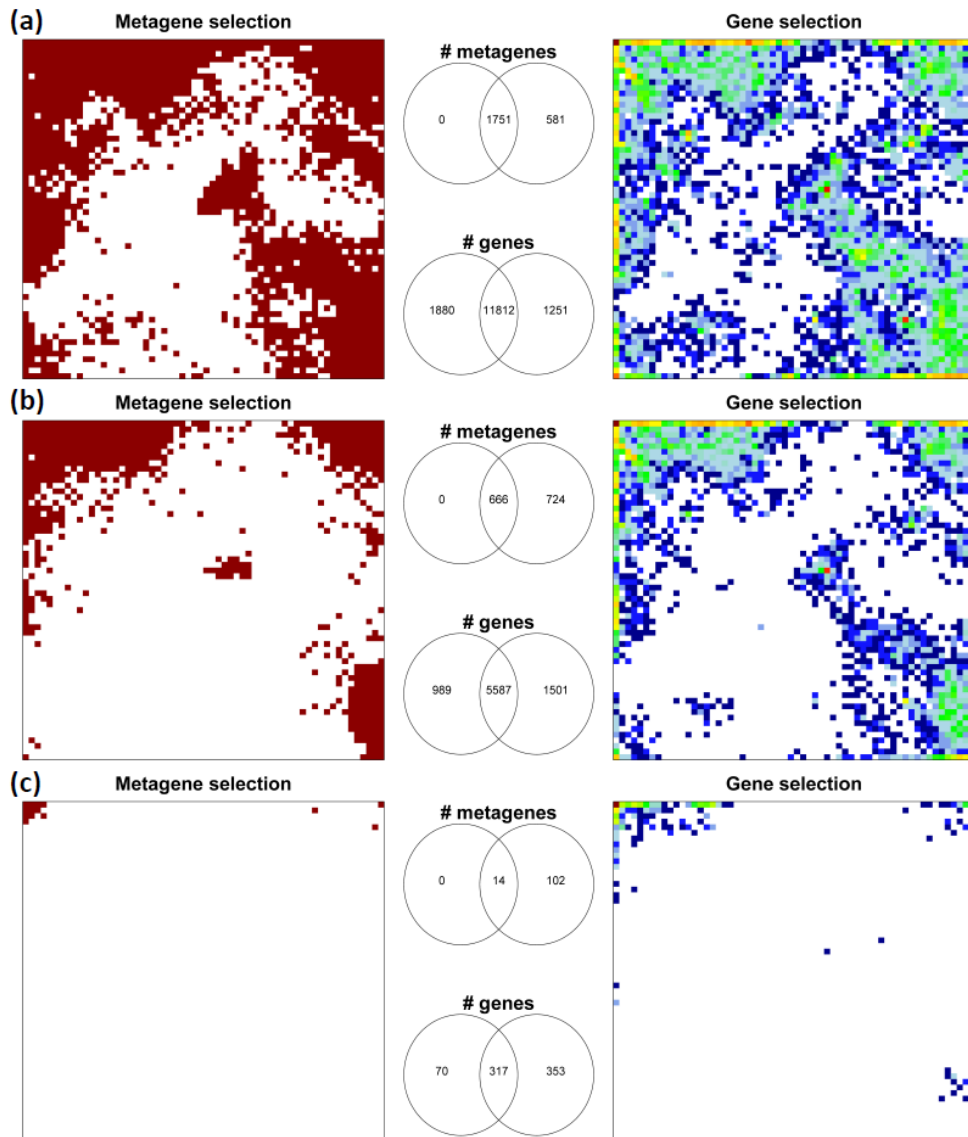 (a)
Metagene selection
# metagenes
0 1751 581
# genes
1880 11812 1251
Gene selection
(b)
Metagene selection
# metagenes
0 666 724
# genes
989 5587 1501
Gene selection
(c)
Metagene selection
# metagenes
0 14 102
# genes
70 317 353
Gene selection